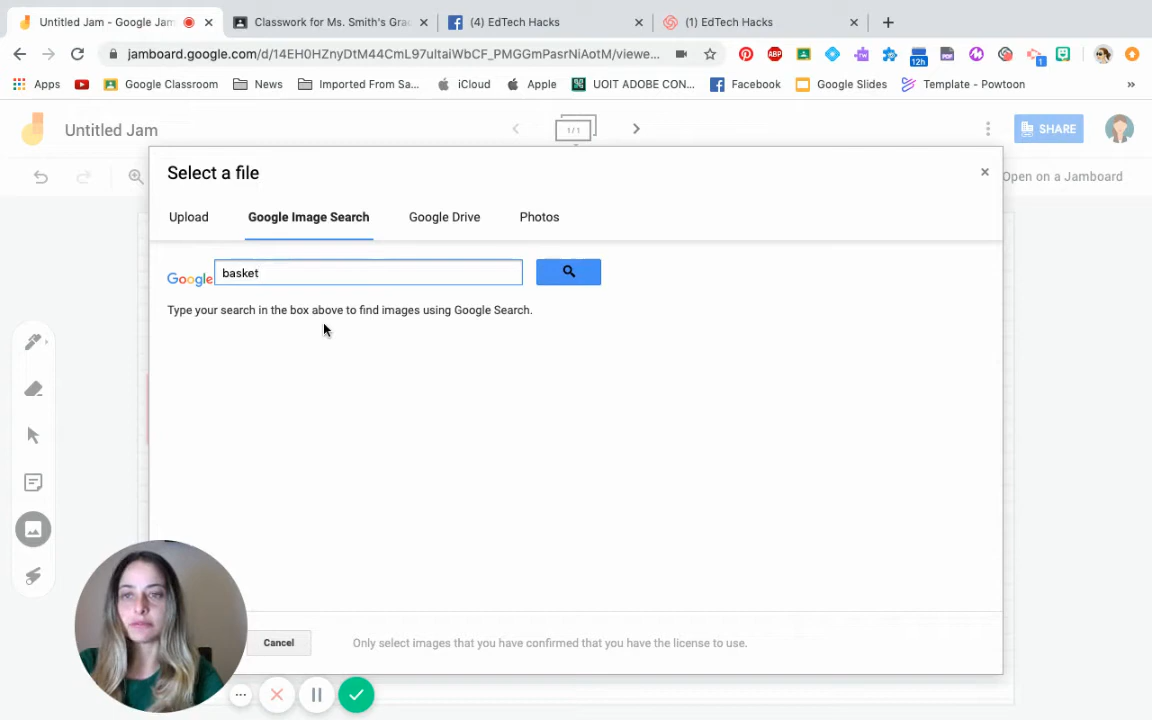 Untitled Jam - Google Jam
Classwork for Ms. Smith's Gra
(4) EdTech Hacks
(1) EdTech Hacks
jamboard.google.com/d/14EH0HZnyDtM44CmL97ultaiWbCF_PMGGmPasrNiAotM/viewe...
ABP
12h
PDF
1
Apps
Google Classroom
News
Imported From Sa...
iCloud
Apple
UOIT ADOBE CON...
Facebook
Google Slides
Template - Powtoon
»
Untitled Jam
1/1
SHARE
Open on a Jamboard
Select a file
×
Upload
Google Image Search
Google Drive
Photos
Google
basket
Type your search in the box above to find images using Google Search.
Cancel
Only select images that you have confirmed that you have the license to use.